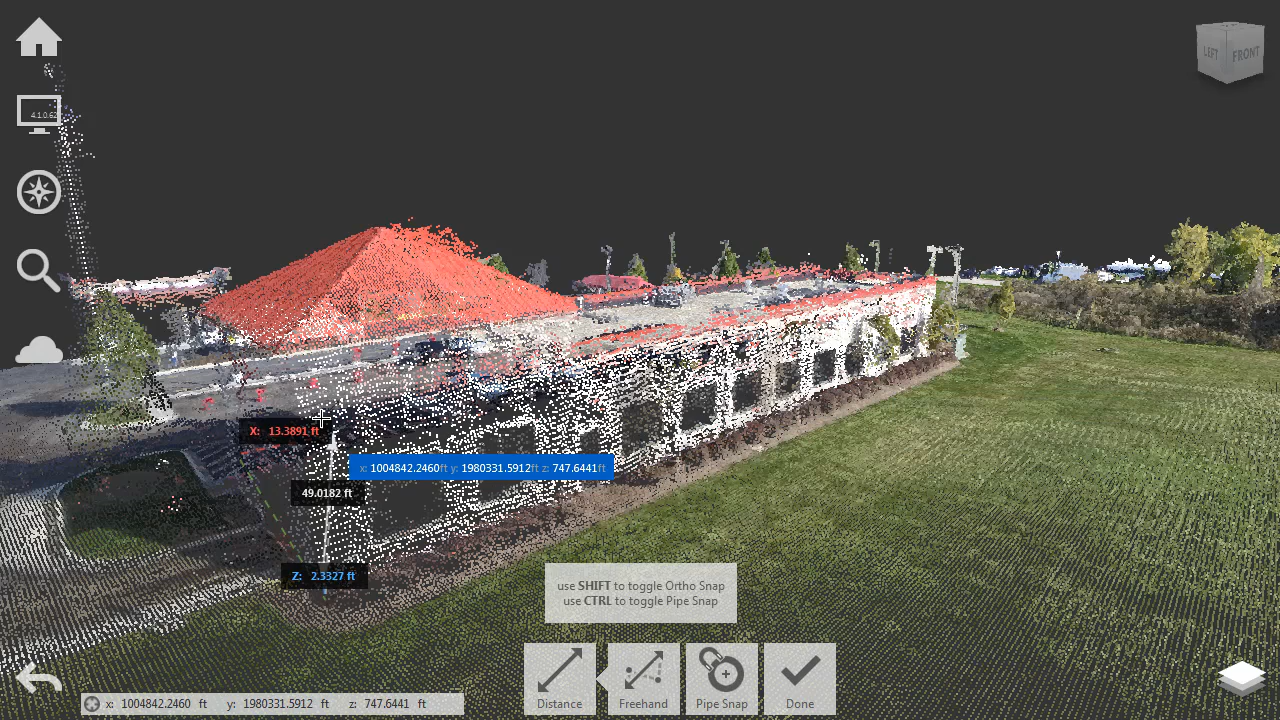 LEFT FRONT
4.1.0.62
X: 13.3891 ft
x: 1004842.2460ft y: 1980331.5912ft z: 747.6441ft
49.0182 ft
Z: 2.3327 ft
use SHIFT to toggle Ortho Snap
use CTRL to toggle Pipe Snap
Distance
Freehand
Pipe Snap
Done
x: 1004842.2460 ft y: 1980331.5912 ft z: 747.6441 ft